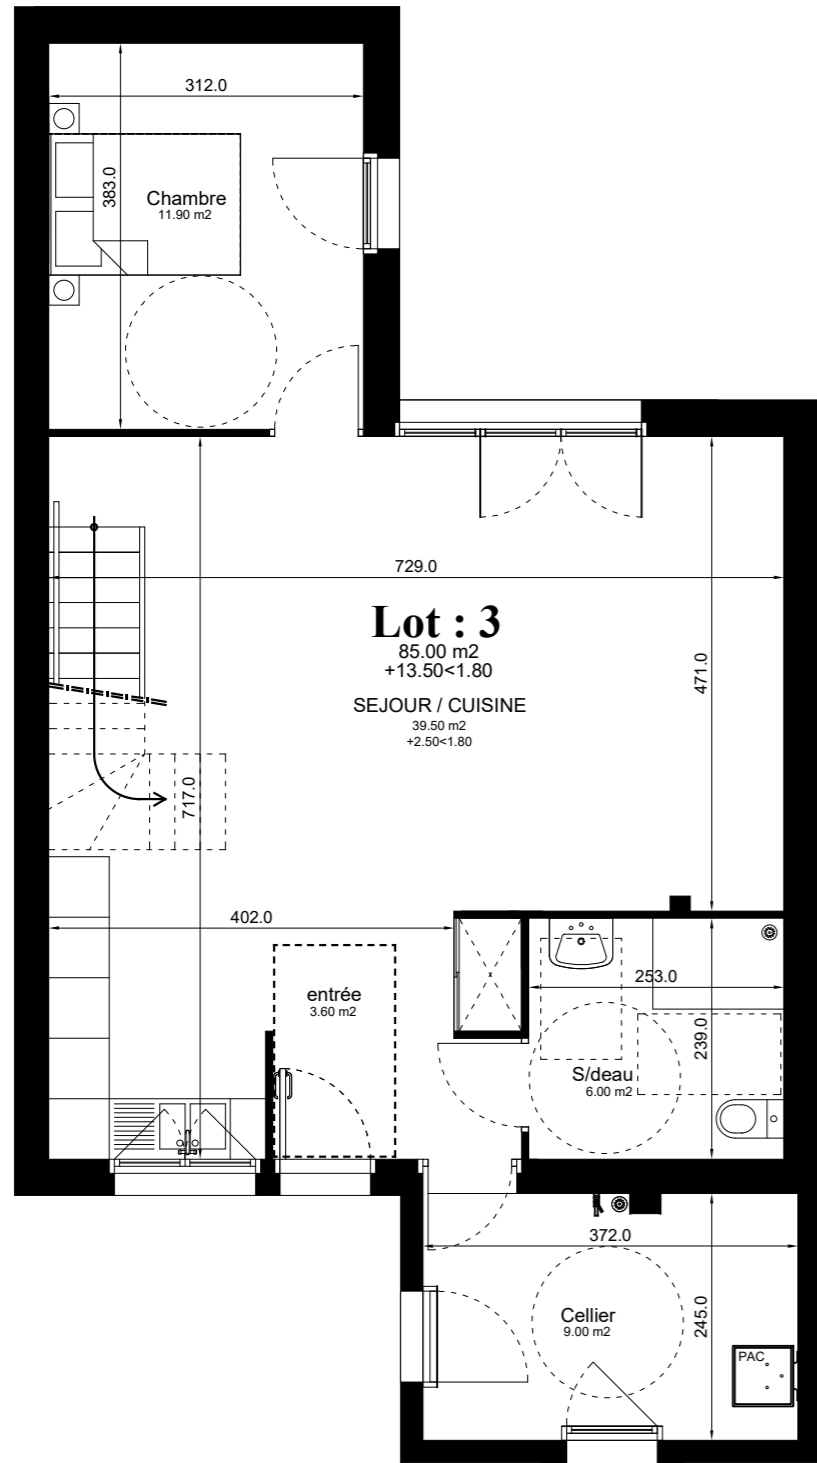 312.0
383.0
Chambre
11.90 m2
729.0
Lot : 3
85.00 m2
+13.50<1.80
471.0
SEJOUR / CUISINE
39.50 m2
+2.50<1.80
717.0
402.0
entrée
3.60 m2
253.0
239.0
S/deau
6.00 m2
372.0
245.0
Cellier
9.00 m2
PAC